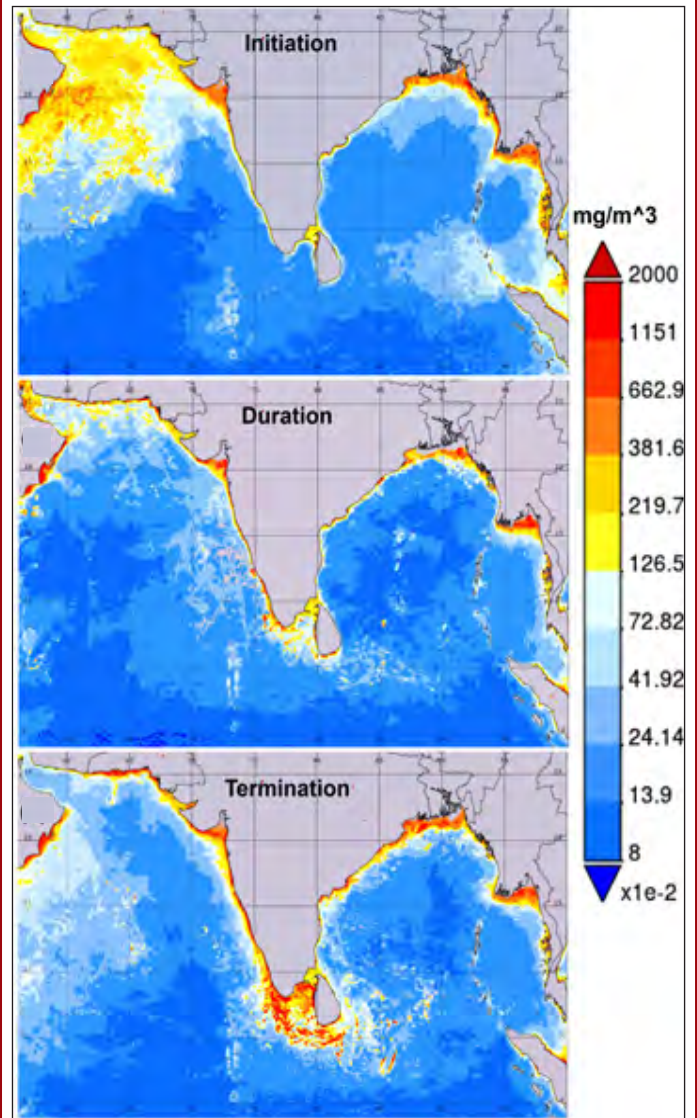 Initiation
mg/m^3
2000
1151
662.9
381.6
219.7
126.5
72.82
41.92
24.14
13.9
8
x1e-2
Duration
Termination